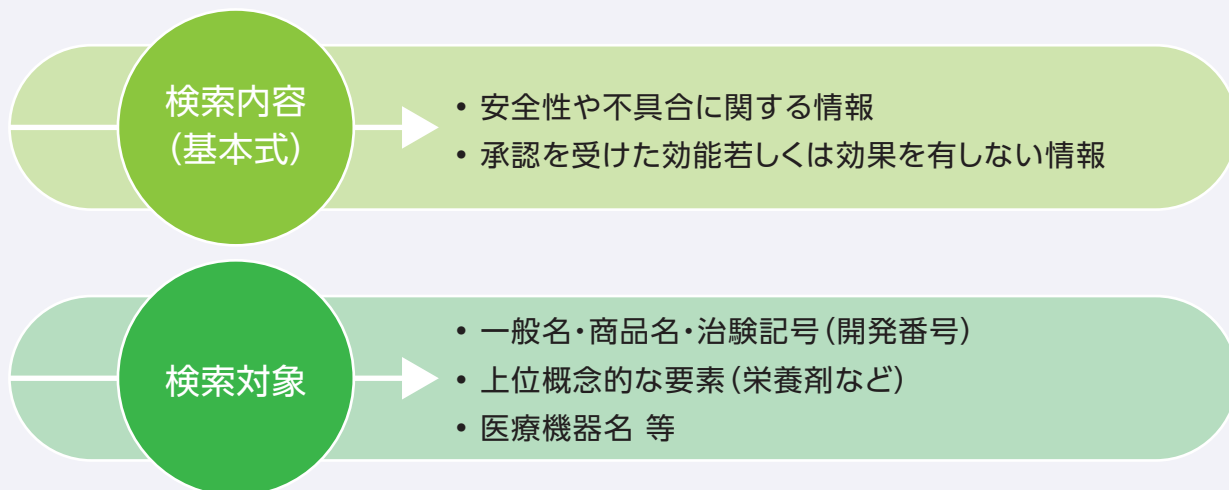 検索内容
(基本式)
• 安全性や不具合に関する情報
• 承認を受けた効能若しくは効果を有しない情報
検索対象
• 一般名・商品名・治験記号(開発番号)
• 上位概念的な要素(栄養剤など)
• 医療機器名 等